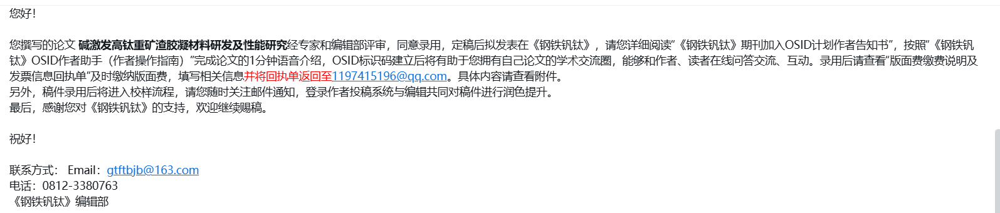 您好！
您撰写的论文 碱激发高钛重矿渣胶凝材料研发及性能研究经专家和编辑部评审，同意录用，定稿后拟发表在《钢铁钒钛》，请您详细阅读“《钢铁钒钛》期刊加入OSID计划作者告知书”，按照“《钢铁钒
钛》OSID作者助手（作者操作指南）”完成论文的1分钟语音介绍，OSID标识码建立后将有助于您拥有自己论文的学术交流圈，能够和作者、读者在线问答交流、互动。录用后请查看“版面费缴费说明及
发票信息回执单”及时缴纳版面费，填写相关信息并将回执单返回至1197415196@qq.com。具体内容请查看附件。
另外，稿件录用后将进入校样流程，请您随时关注邮件通知，登录作者投稿系统与编辑共同对稿件进行润色提升。
最后，感谢您对《钢铁钒钛》的支持，欢迎继续赐稿。
祝好！
联系方式： Email：gtftbjb@163.com
电话：0812-3380763
《钢铁钒钛》编辑部